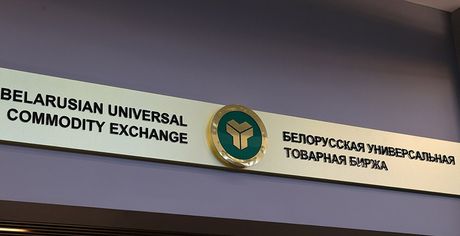 BELARUSIAN UNIVERSAL
COMMODITY EXCHANGE
БЕЛОРУССКАЯ УНИВЕРСАЛЬНАЯ
ТОВАРНАЯ БИРЖА